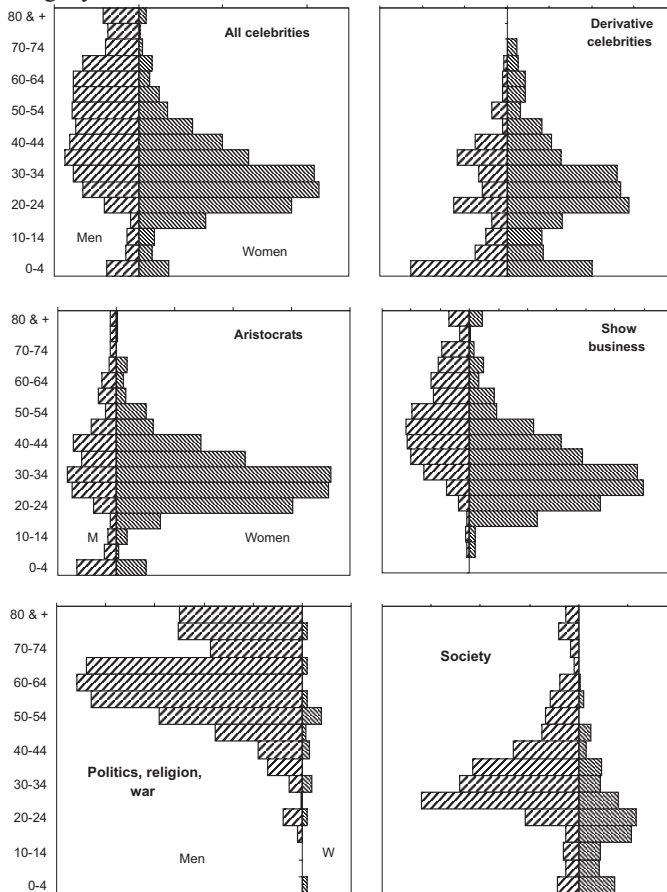 80 & +
70-74
60-64
50-54
40-44
30-34
20-24
10-14
0-4
All celebrities
Men
Women
Derivative
celebrities
80 & +
70-74
60-64
50-54
40-44
30-34
20-24
10-14
0-4
Aristocrats
M
Women
Show
business
80 & +
70-74
60-64
50-54
40-44
30-34
20-24
10-14
0-4
Politics, religion,
war
Men
W
Society